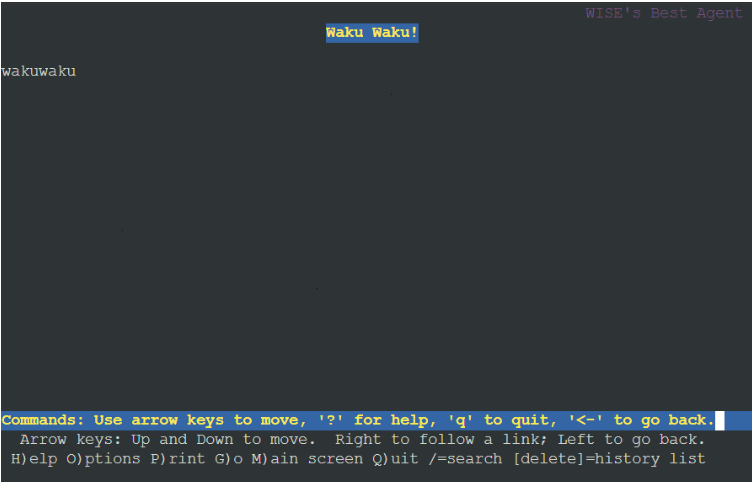 WISE's Best Agent
Waku Waku!
wakuwaku
Commands: Use arrow keys to move, '?' for help, 'q' to quit, '<-' to go back.
Arrow keys: Up and Down to move.  Right to follow a link; Left to go back.
H)elp O)ptions P)rint G)o M)ain screen Q)uit /=search [delete]=history list